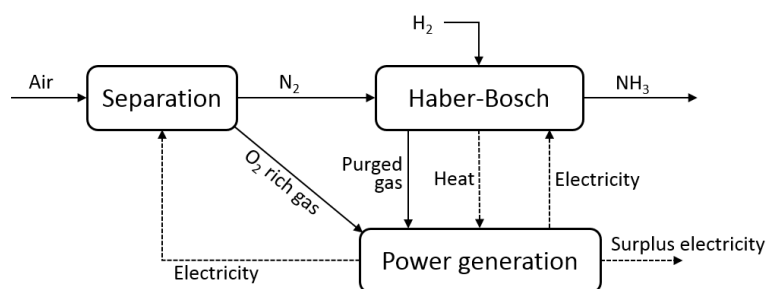 H₂
Air
Separation
N₂
Haber-Bosch
NH₃
O₂ rich gas
Purged
gas
Heat
Electricity
Electricity
Power generation
Surplus electricity